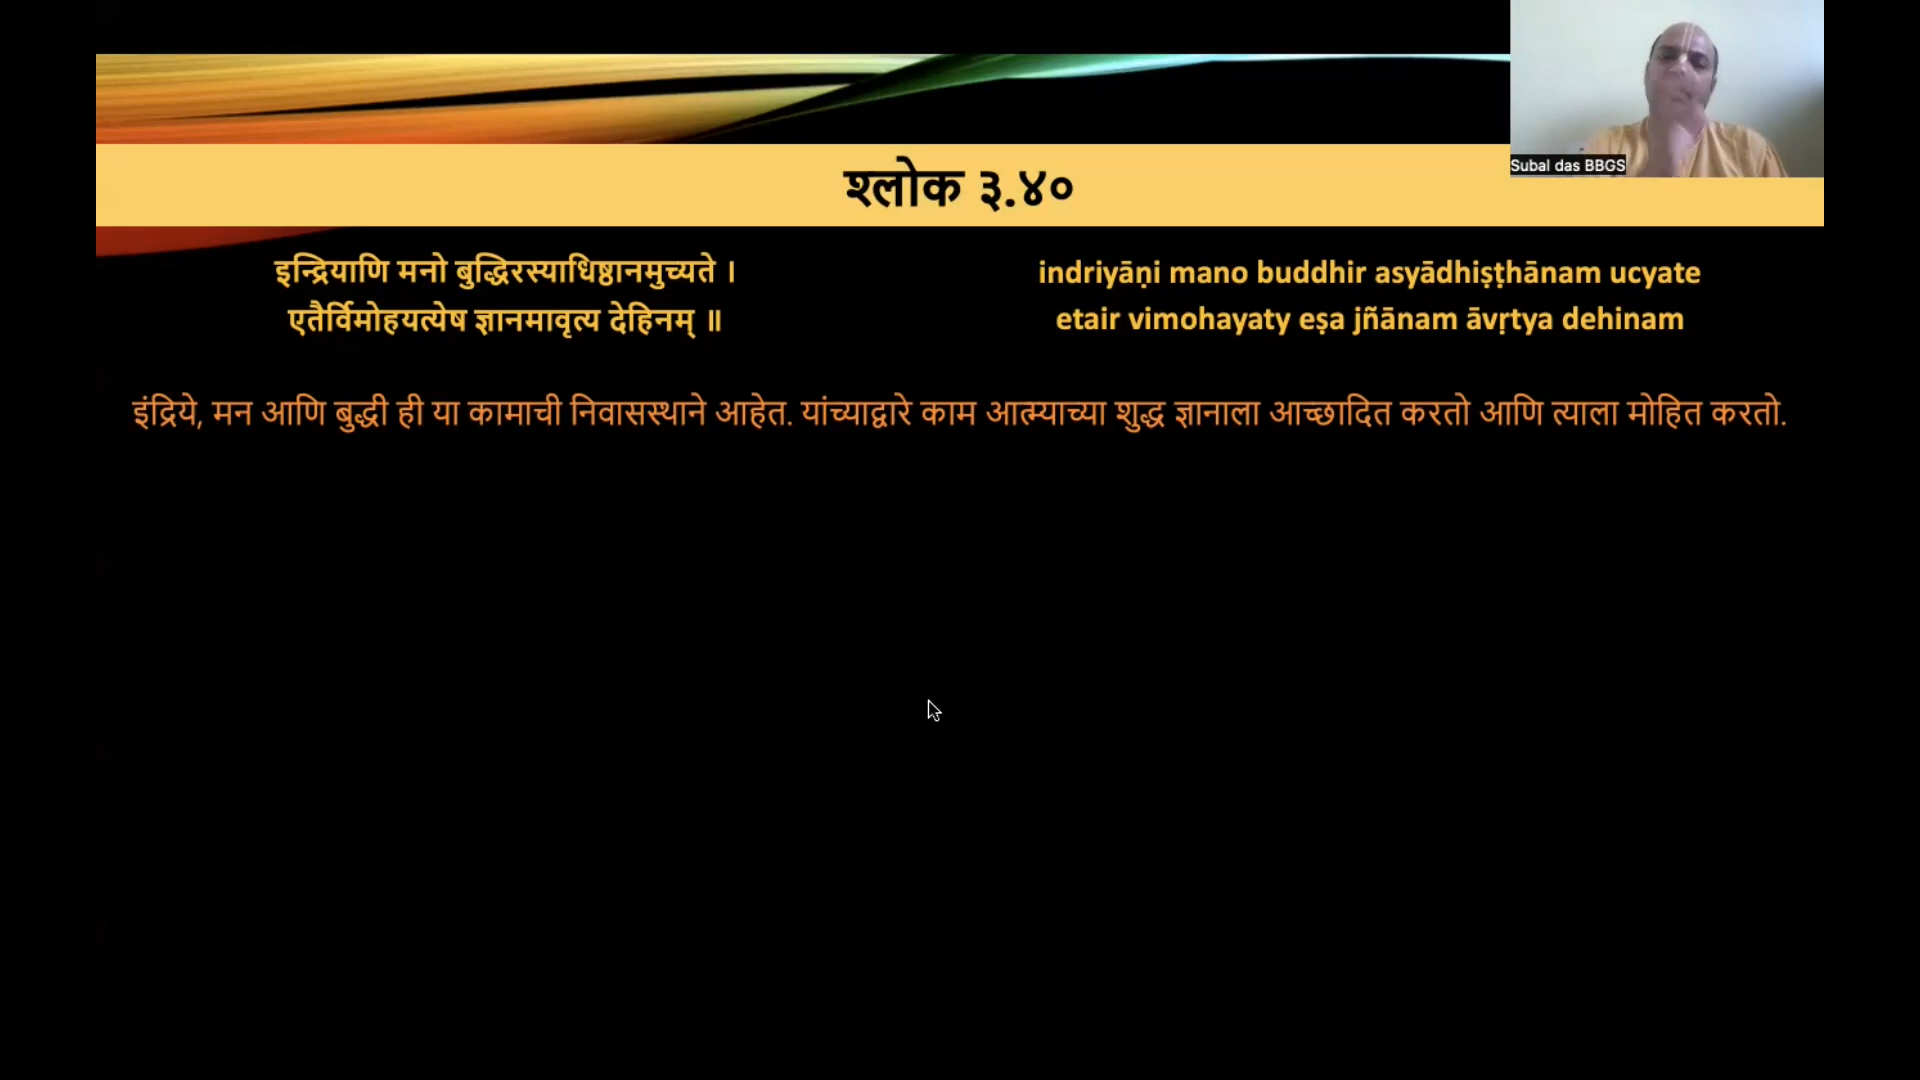 Subal das BBGS
श्लोक ३.४०
इन्द्रियाणि मनो बुद्धिरस्याधिष्ठानमुच्यते ।
एतैर्विमोहयत्येष ज्ञानमावृत्य देहिनम् ॥
indriyāṇi mano buddhir asyādhiṣṭhānam ucyate
etair vimohayaty eṣa jñānam āvṛtya dehinam
इंद्रिये, मन आणि बुद्धी ही या कामाची निवासस्थाने आहेत. यांच्याद्वारे काम आत्म्याच्या शुद्ध ज्ञानाला आच्छादित करतो आणि त्याला मोहित करतो.